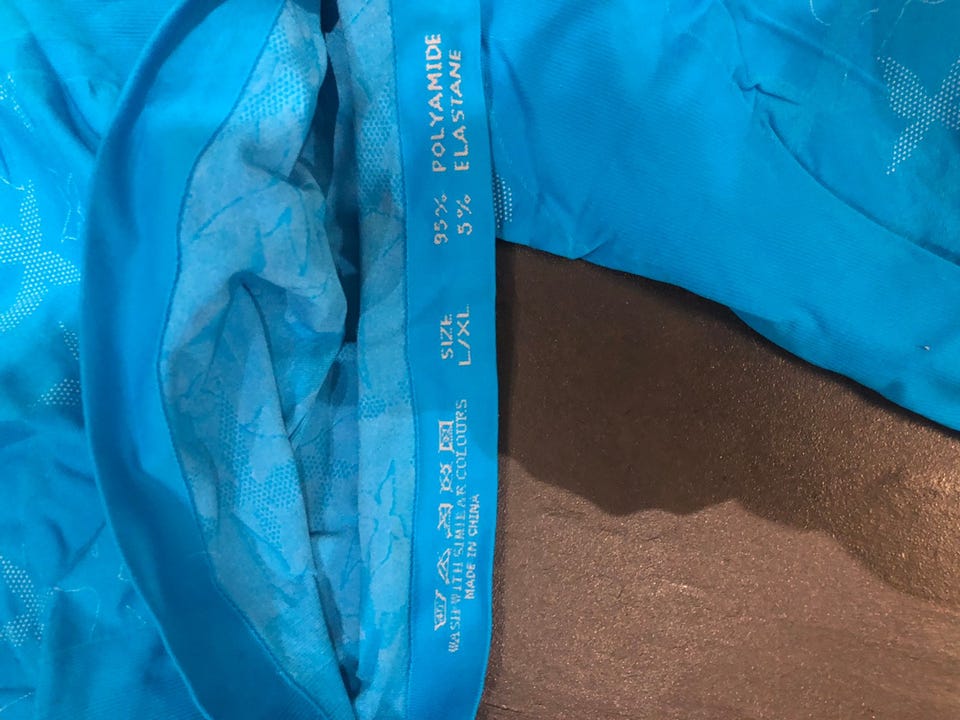 95% POLYAMIDE
5% ELASTANE
SIZE
L/XL
WASH WITH SIMILAR COLOURS
MADE IN CHINA